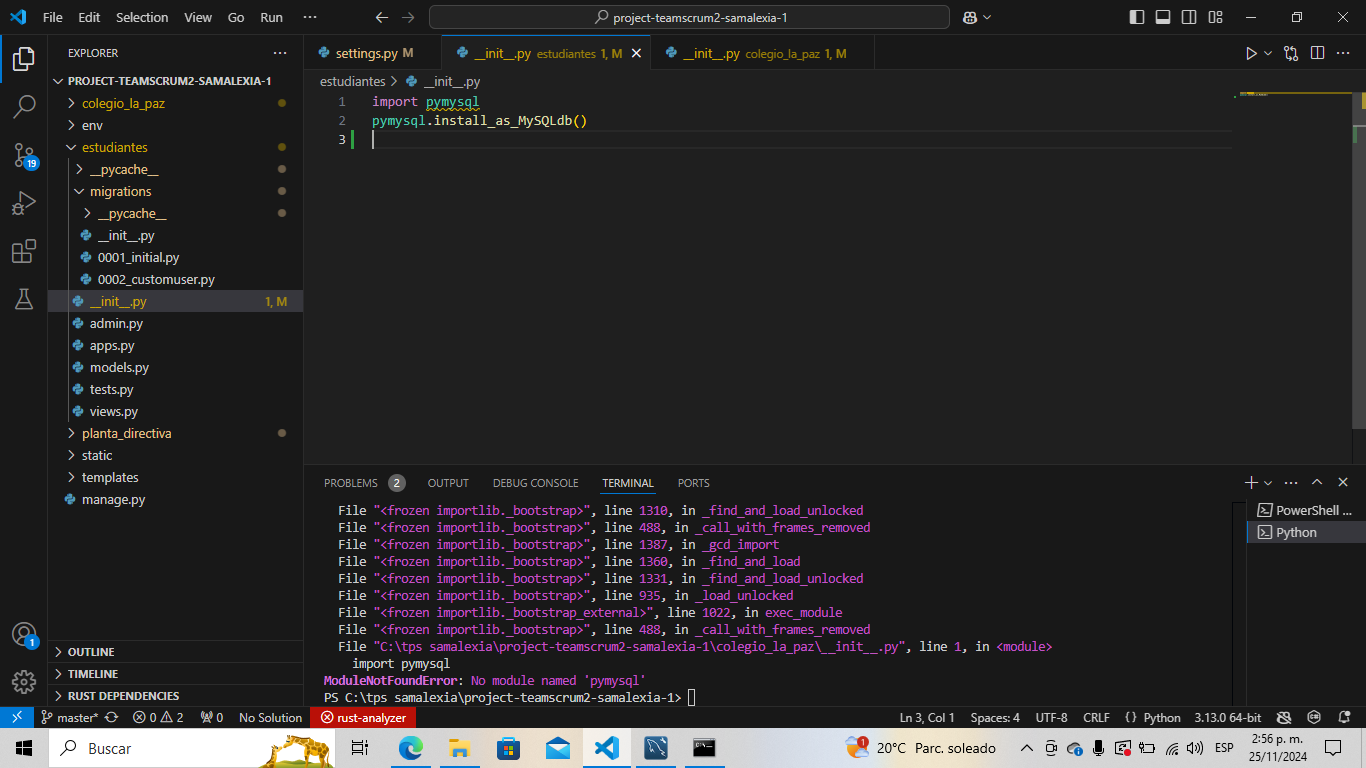 File Edit Selection View Go Run ···
project-teamscrum2-samalexia-1
EXPLORER
PROJECT-TEAMSCRUM2-SAMALEXIA-1
colegio_la_paz
env
estudiantes
__pycache__
migrations
__pycache__
__init__.py
0001_initial.py
0002_customuser.py
__init__.py 1, M
admin.py
apps.py
models.py
tests.py
views.py
planta_directiva
static
templates
manage.py
OUTLINE
TIMELINE
RUST DEPENDENCIES
19
1
settings.py M
__init__.py estudiantes 1, M
__init__.py colegio_la_paz 1, M
estudiantes > __init__.py
1 import pymysql
2 pymysql.install_as_MySQLdb()
3
PROBLEMS 2 OUTPUT DEBUG CONSOLE TERMINAL PORTS
File "<frozen importlib._bootstrap>", line 1310, in _find_and_load_unlocked
File "<frozen importlib._bootstrap>", line 488, in _call_with_frames_removed
File "<frozen importlib._bootstrap>", line 1387, in _gcd_import
File "<frozen importlib._bootstrap>", line 1360, in _find_and_load
File "<frozen importlib._bootstrap>", line 1331, in _find_and_load_unlocked
File "<frozen importlib._bootstrap>", line 935, in _load_unlocked
File "<frozen importlib._bootstrap_external>", line 1022, in exec_module
File "<frozen importlib._bootstrap>", line 488, in _call_with_frames_removed
File "C:\tps samalexia\project-teamscrum2-samalexia-1\colegio_la_paz\__init__.py", line 1, in <module>
import pymysql
ModuleNotFoundError: No module named 'pymysql'
PS C:\tps samalexia\project-teamscrum2-samalexia-1>
PowerShell ...
Python
master* 0 2 0 No Solution rust-analyzer Ln 3, Col 1 Spaces: 4 UTF-8 CRLF {} Python 3.13.0 64-bit
Buscar
1
20°C Parc. soleado
ESP
2:56 p. m.
25/11/2024